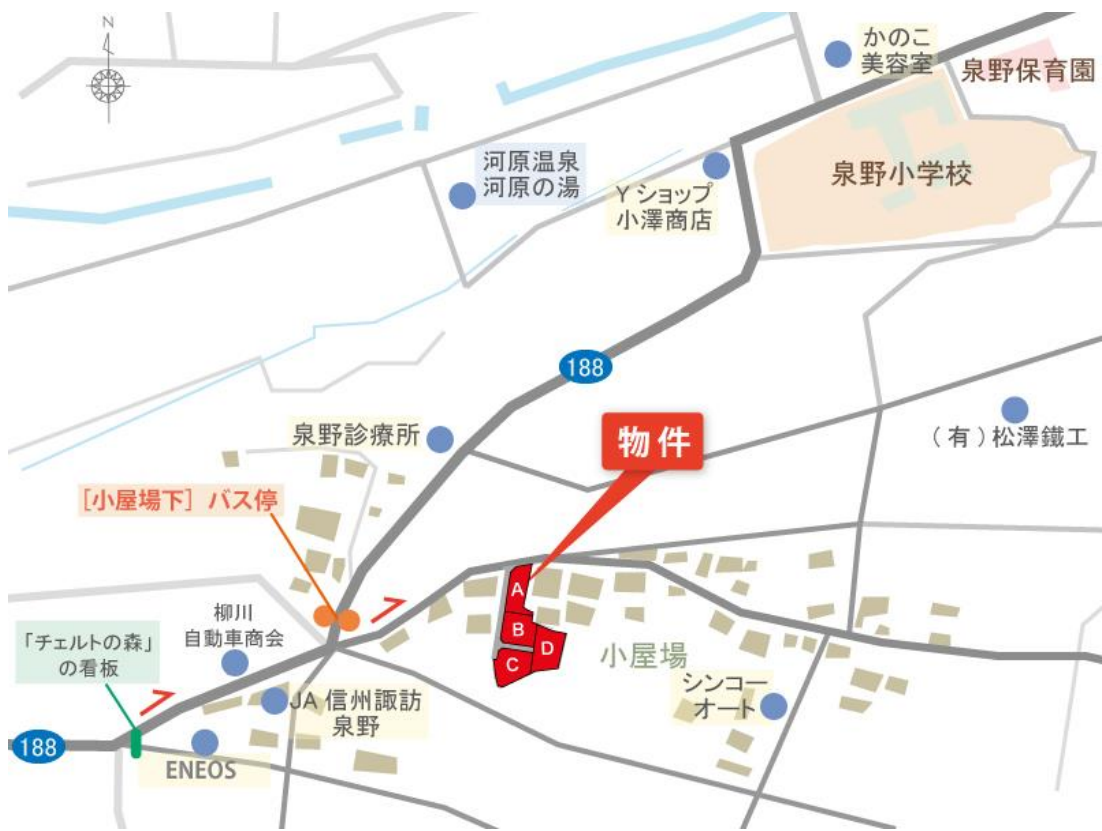 N
かのこ
美容室
泉野保育園
河原温泉
河原の湯
Yショップ
小澤商店
泉野小学校
188
物件
泉野診療所
(有)松澤鐵工
[小屋場下] バス停
A
B
C
D
小屋場
柳川
自動車商会
「チェルトの森」
の看板
シンコー
オート
JA 信州諏訪
泉野
188
ENEOS